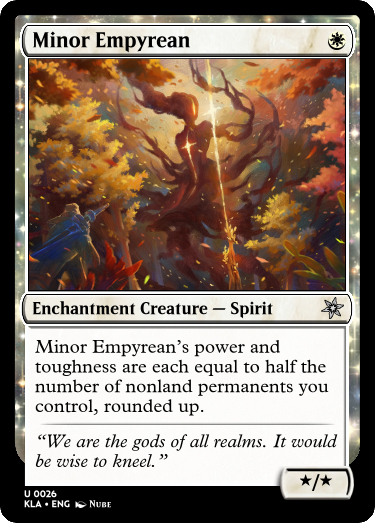 Minor Empyrean
Enchantment Creature — Spirit
Minor Empyrean's power and
toughness are each equal to half the
number of nonland permanents you
control, rounded up.
“We are the gods of all realms. It would
be wise to kneel.”
★/★
U 0026
KLA • ENG Nube